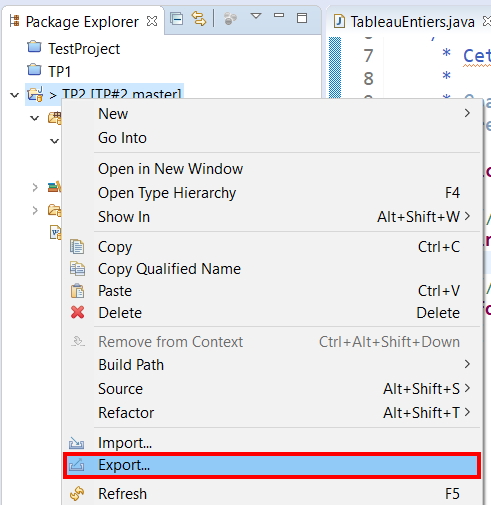 Package Explorer
TableauEntiers.java
TestProject
TP1
> TP2 [TP#2 master]
7 * Cet
8 *
New
Go Into
Open in New Window
Open Type Hierarchy F4
Show In Alt+Shift+W >
Copy Ctrl+C
Copy Qualified Name
Paste Ctrl+V
Delete Delete
Remove from Context Ctrl+Alt+Shift+Down
Build Path
Source Alt+Shift+S >
Refactor Alt+Shift+T >
Import...
Export...
Refresh F5